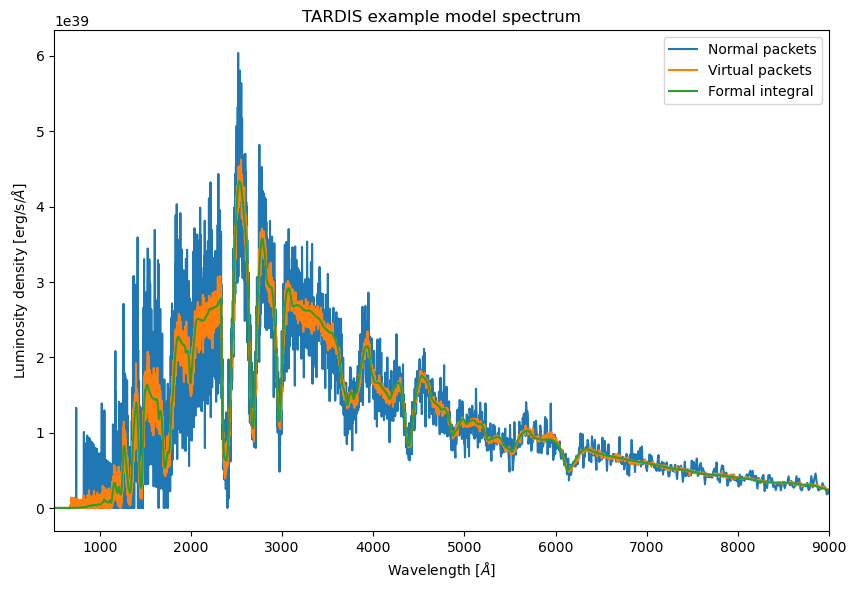 TARDIS example model spectrum
1e39
Normal packets
Virtual packets
Formal integral
6
5
4
3
2
1
0
Luminosity density [erg/s/Å]
1000 2000 3000 4000 5000 6000 7000 8000 9000
Wavelength [Å]